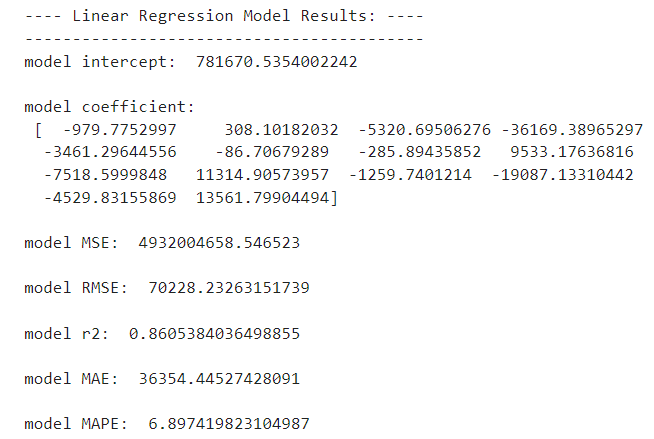 ---- Linear Regression Model Results: ----
------------------------------------------
model intercept:  781670.5354002242
model coefficient:
[  -979.7752997     308.10182032  -5320.69506276 -36169.38965297
-3461.29644556    -86.70679289   -285.89435852   9533.17636816
-7518.5999848   11314.90573957  -1259.7401214  -19087.13310442
-4529.83155869  13561.79904494]
model MSE:  4932004658.546523
model RMSE:  70228.23263151739
model r2:  0.8605384036498855
model MAE:  36354.44527428091
model MAPE:  6.897419823104987